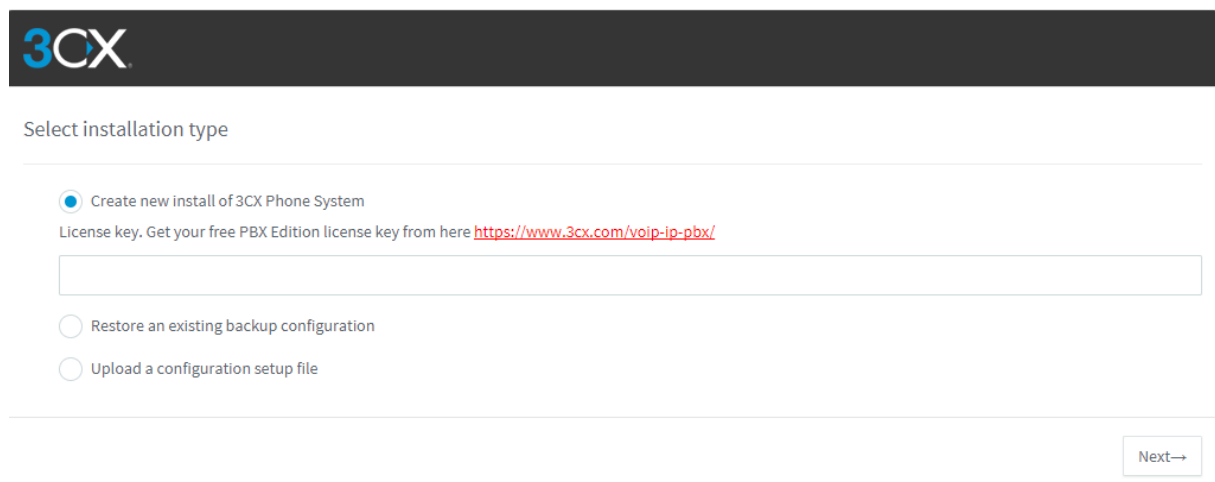 3CX
Select installation type
Create new install of 3CX Phone System
License key. Get your free PBX Edition license key from here https://www.3cx.com/voip-ip-pbx/
Restore an existing backup configuration
Upload a configuration setup file
Next→